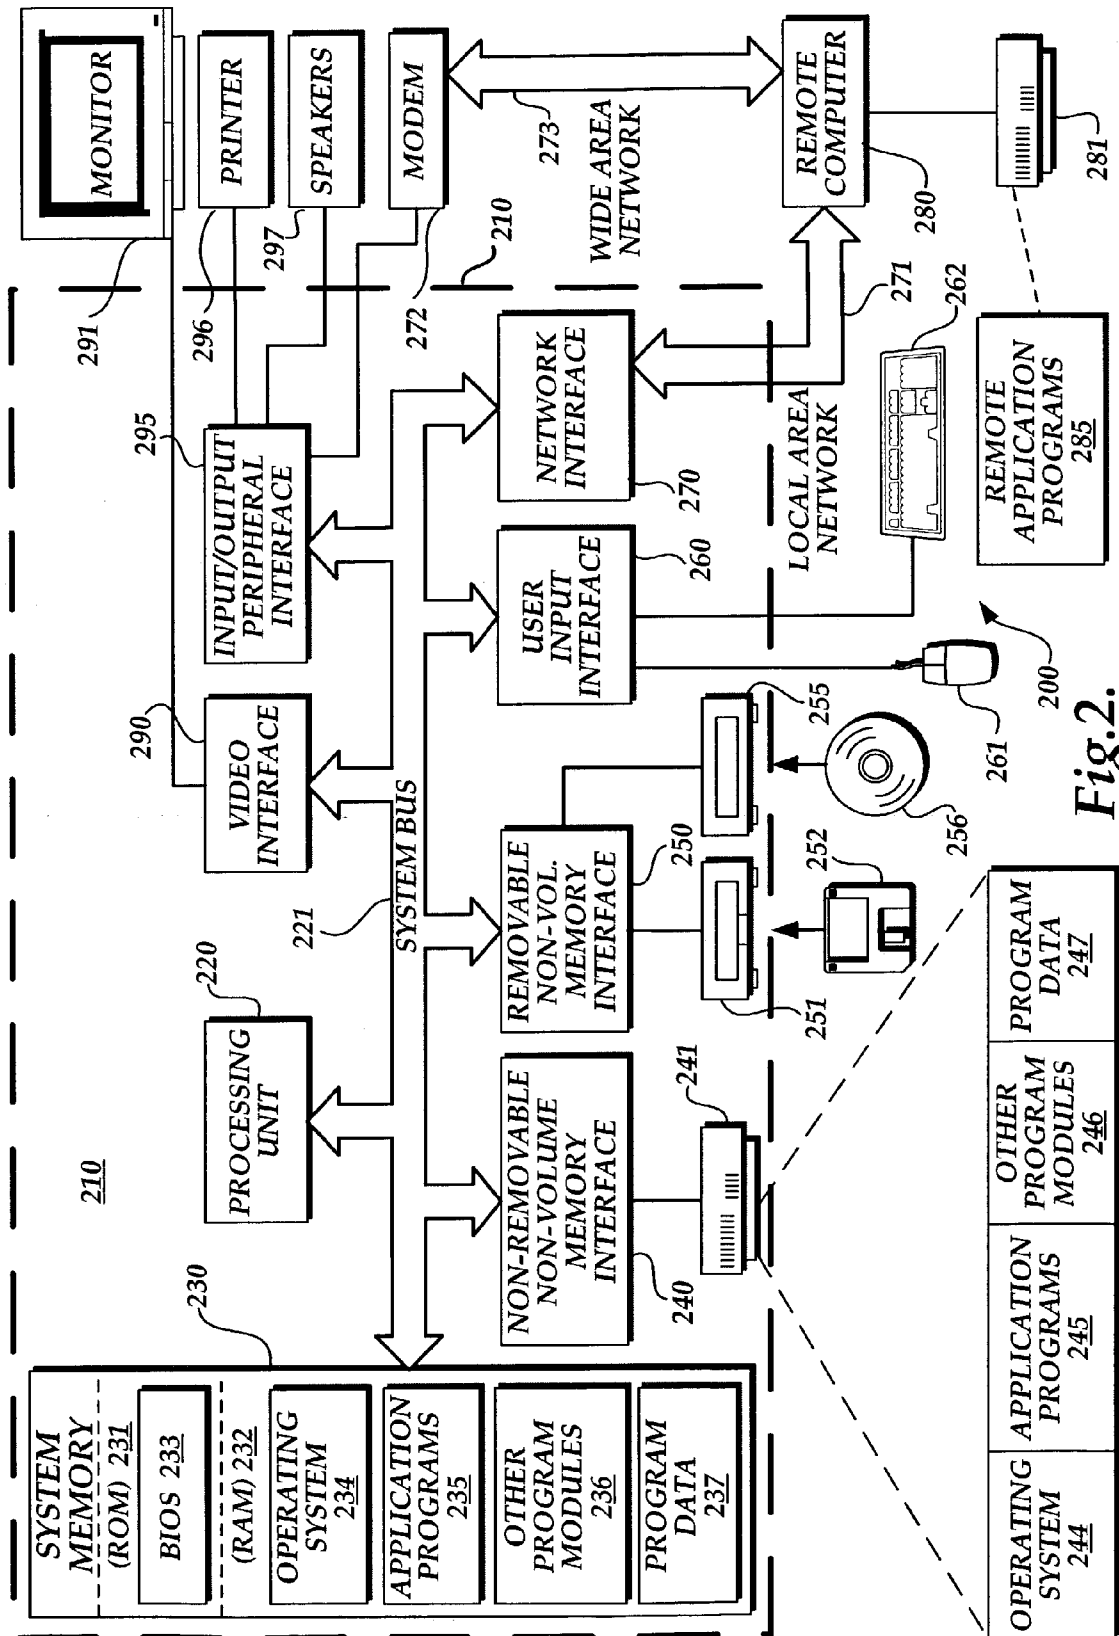 210
SYSTEM
MEMORY
(ROM) 231
BIOS 233
(RAM) 232
OPERATING
SYSTEM
234
APPLICATION
PROGRAMS
235
OTHER
PROGRAM
MODULES
236
PROGRAM
DATA
237
230
PROCESSING
UNIT
220
221
SYSTEM BUS
VIDEO
INTERFACE
290
INPUT/OUTPUT
PERIPHERAL
INTERFACE
295
MONITOR
291
PRINTER
296
SPEAKERS
297
MODEM
272
210
273
WIDE AREA
NETWORK
NON-REMOVABLE
NON-VOLUME
MEMORY
INTERFACE
240
REMOVABLE
NON-VOL.
MEMORY
INTERFACE
250
USER
INPUT
INTERFACE
260
NETWORK
INTERFACE
270
241
251
255
252
256
261
262
LOCAL AREA
NETWORK
271
REMOTE
COMPUTER
280
281
REMOTE
APPLICATION
PROGRAMS
285
200
OPERATING
SYSTEM
244
APPLICATION
PROGRAMS
245
OTHER
PROGRAM
MODULES
246
PROGRAM
DATA
247
Fig.2.